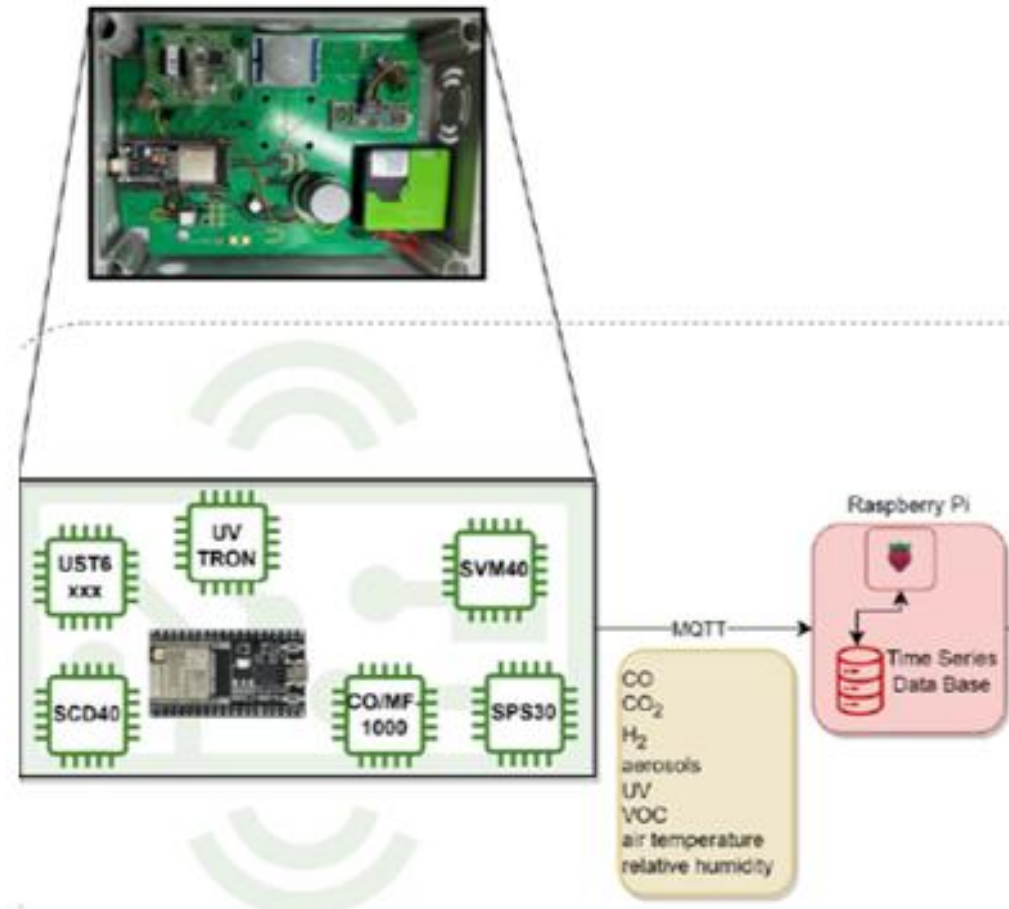 UST6
xxx
UV
TRON
SVM40
SCD40
CO/MF-
1000
SPS30
MQTT
CO
CO₂
H₂
aerosols
UV
VOC
air temperature
relative humidity
Raspberry Pi
Time Series
Data Base